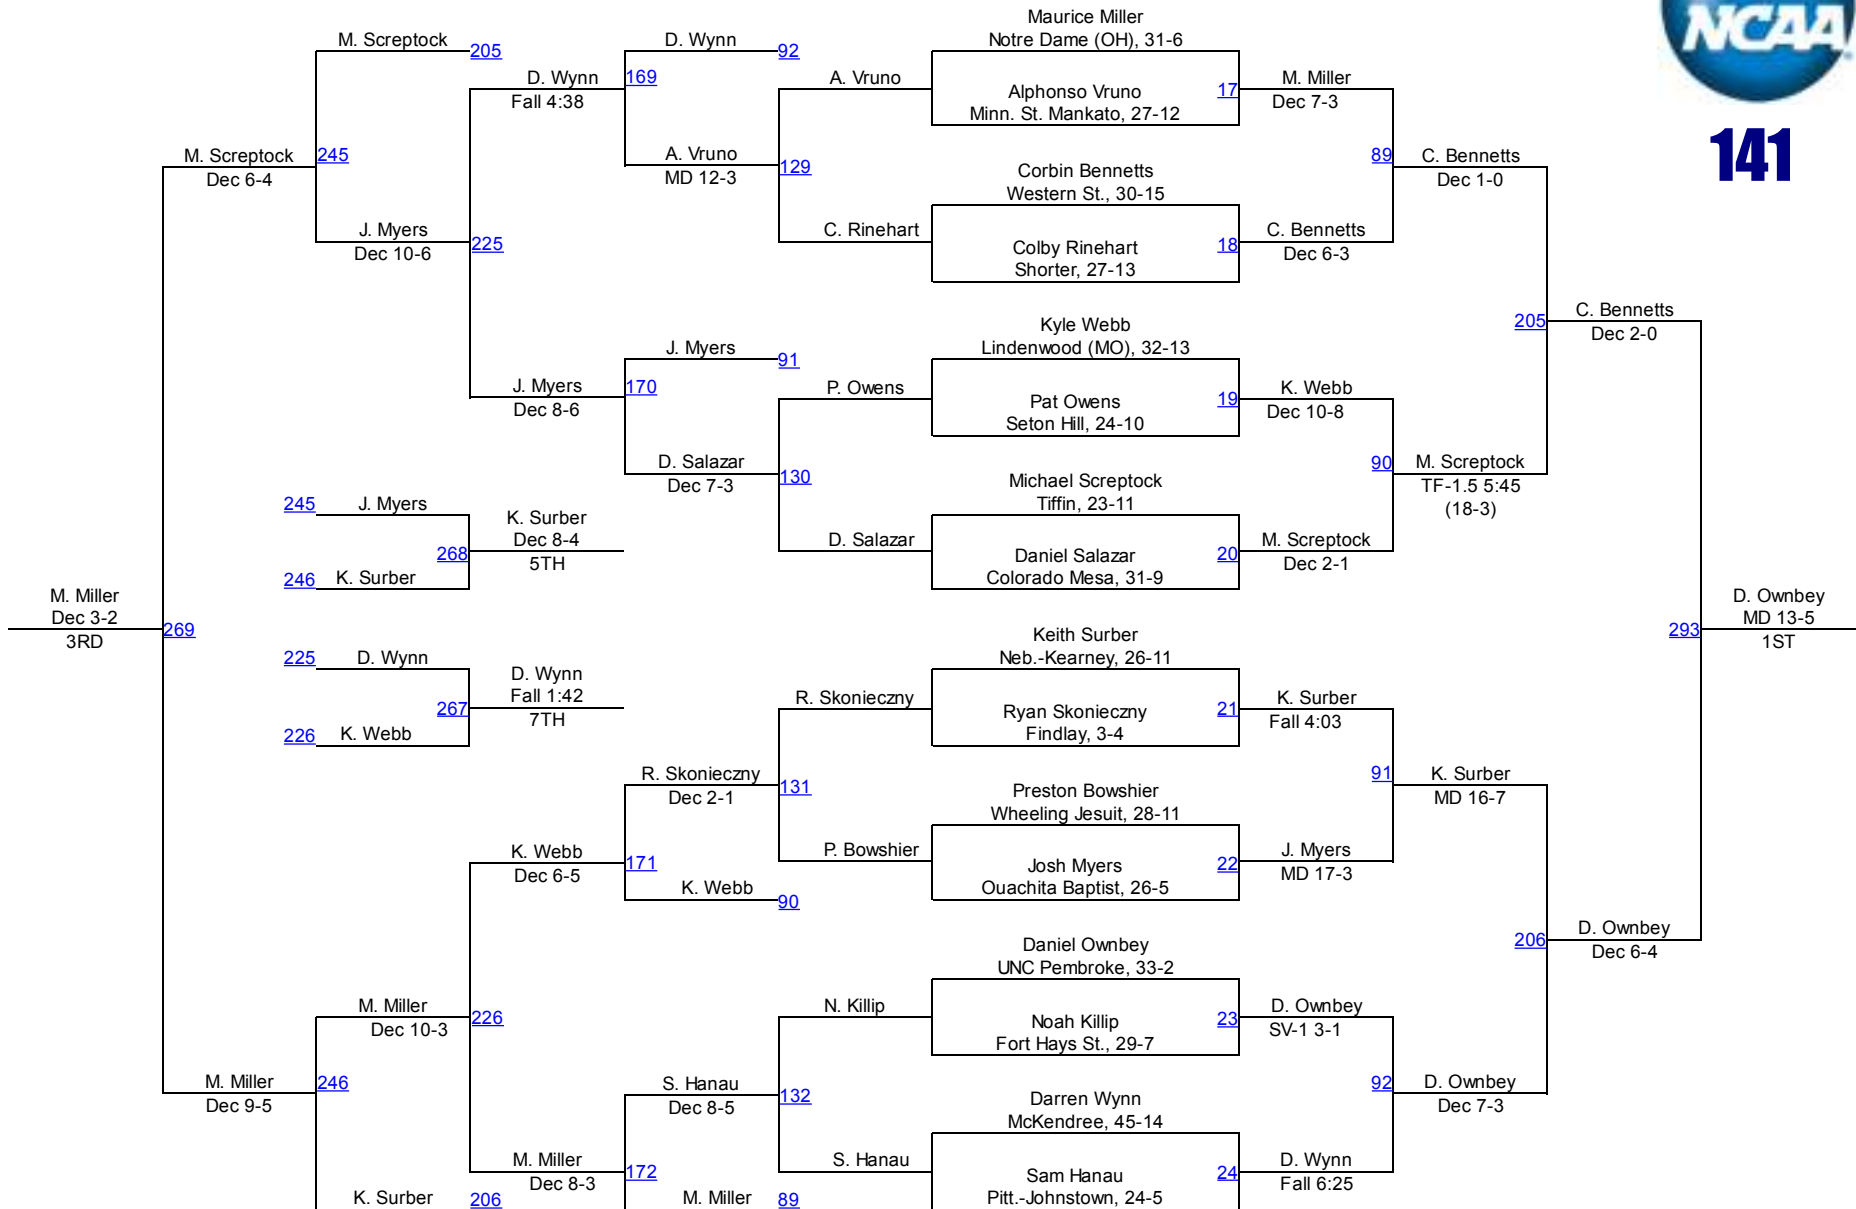 Maurice Miller
M. Screptock
205
D. Wynn
92
Notre Dame (OH), 31-6
NCAA
D. Wynn
169
A. Vruno
Alphonso Vruno
17
M. Miller
Fall 4:38
Minn. St. Mankato, 27-12
Dec 7-3
141
M. Screptock
245
A. Vruno
89
C. Bennetts
Dec 6-4
MD 12-3
129
Corbin Bennetts
Dec 1-0
Western St., 30-15
J. Myers
C. Rinehart
Colby Rinehart
18
C. Bennetts
Dec 10-6
225
Shorter, 27-13
Dec 6-3
Kyle Webb
205
C. Bennetts
J. Myers
91
Lindenwood (MO), 32-13
Dec 2-0
J. Myers
170
P. Owens
Pat Owens
19
K. Webb
Dec 8-6
Seton Hill, 24-10
Dec 10-8
D. Salazar
90
M. Screptock
Dec 7-3
130
Michael Screptock
TF-1.5 5:45
245
J. Myers
Tiffin, 23-11
(18-3)
K. Surber
Dec 8-4
D. Salazar
Daniel Salazar
20
M. Screptock
268
5TH
Colorado Mesa, 31-9
Dec 2-1
246
K. Surber
M. Miller
D. Ownbey
Dec 3-2
MD 13-5
3RD
269
293
1ST
Keith Surber
225
D. Wynn
Neb.-Kearney, 26-11
D. Wynn
Fall 1:42
R. Skonieczny
Ryan Skonieczny
21
K. Surber
267
7TH
Findlay, 3-4
Fall 4:03
226
K. Webb
R. Skonieczny
91
K. Surber
Dec 2-1
131
Preston Bowshier
MD 16-7
Wheeling Jesuit, 28-11
K. Webb
171
P. Bowshier
Josh Myers
22
J. Myers
Dec 6-5
Ouachita Baptist, 26-5
MD 17-3
K. Webb
90
Daniel Ownbey
206
D. Ownbey
UNC Pembroke, 33-2
Dec 6-4
M. Miller
226
N. Killip
Noah Killip
23
D. Ownbey
Dec 10-3
Fort Hays St., 29-7
SV-1 3-1
M. Miller
246
S. Hanau
132
92
D. Ownbey
Dec 9-5
Dec 8-5
Darren Wynn
Dec 7-3
McKendree, 45-14
M. Miller
172
S. Hanau
Sam Hanau
24
D. Wynn
Dec 8-3
Pitt.-Johnstown, 24-5
Fall 6:25
K. Surber
206
M. Miller
89